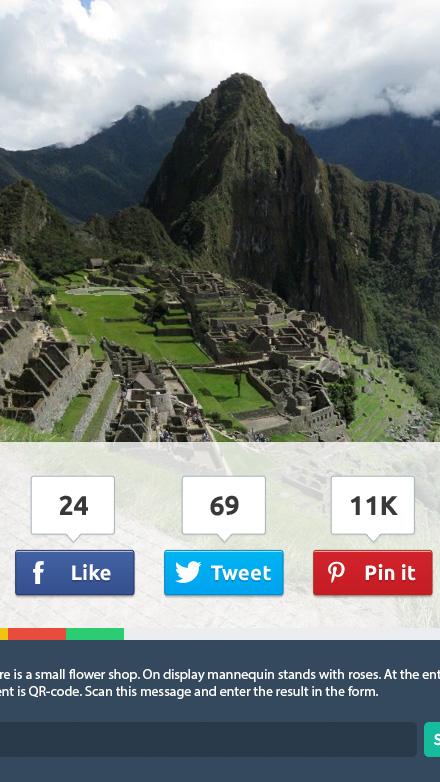 24
69
11K
Like
Tweet
Pin it
re is a small flower shop. On display mannequin stands with roses. At the ent
ent is QR-code. Scan this message and enter the result in the form.
S